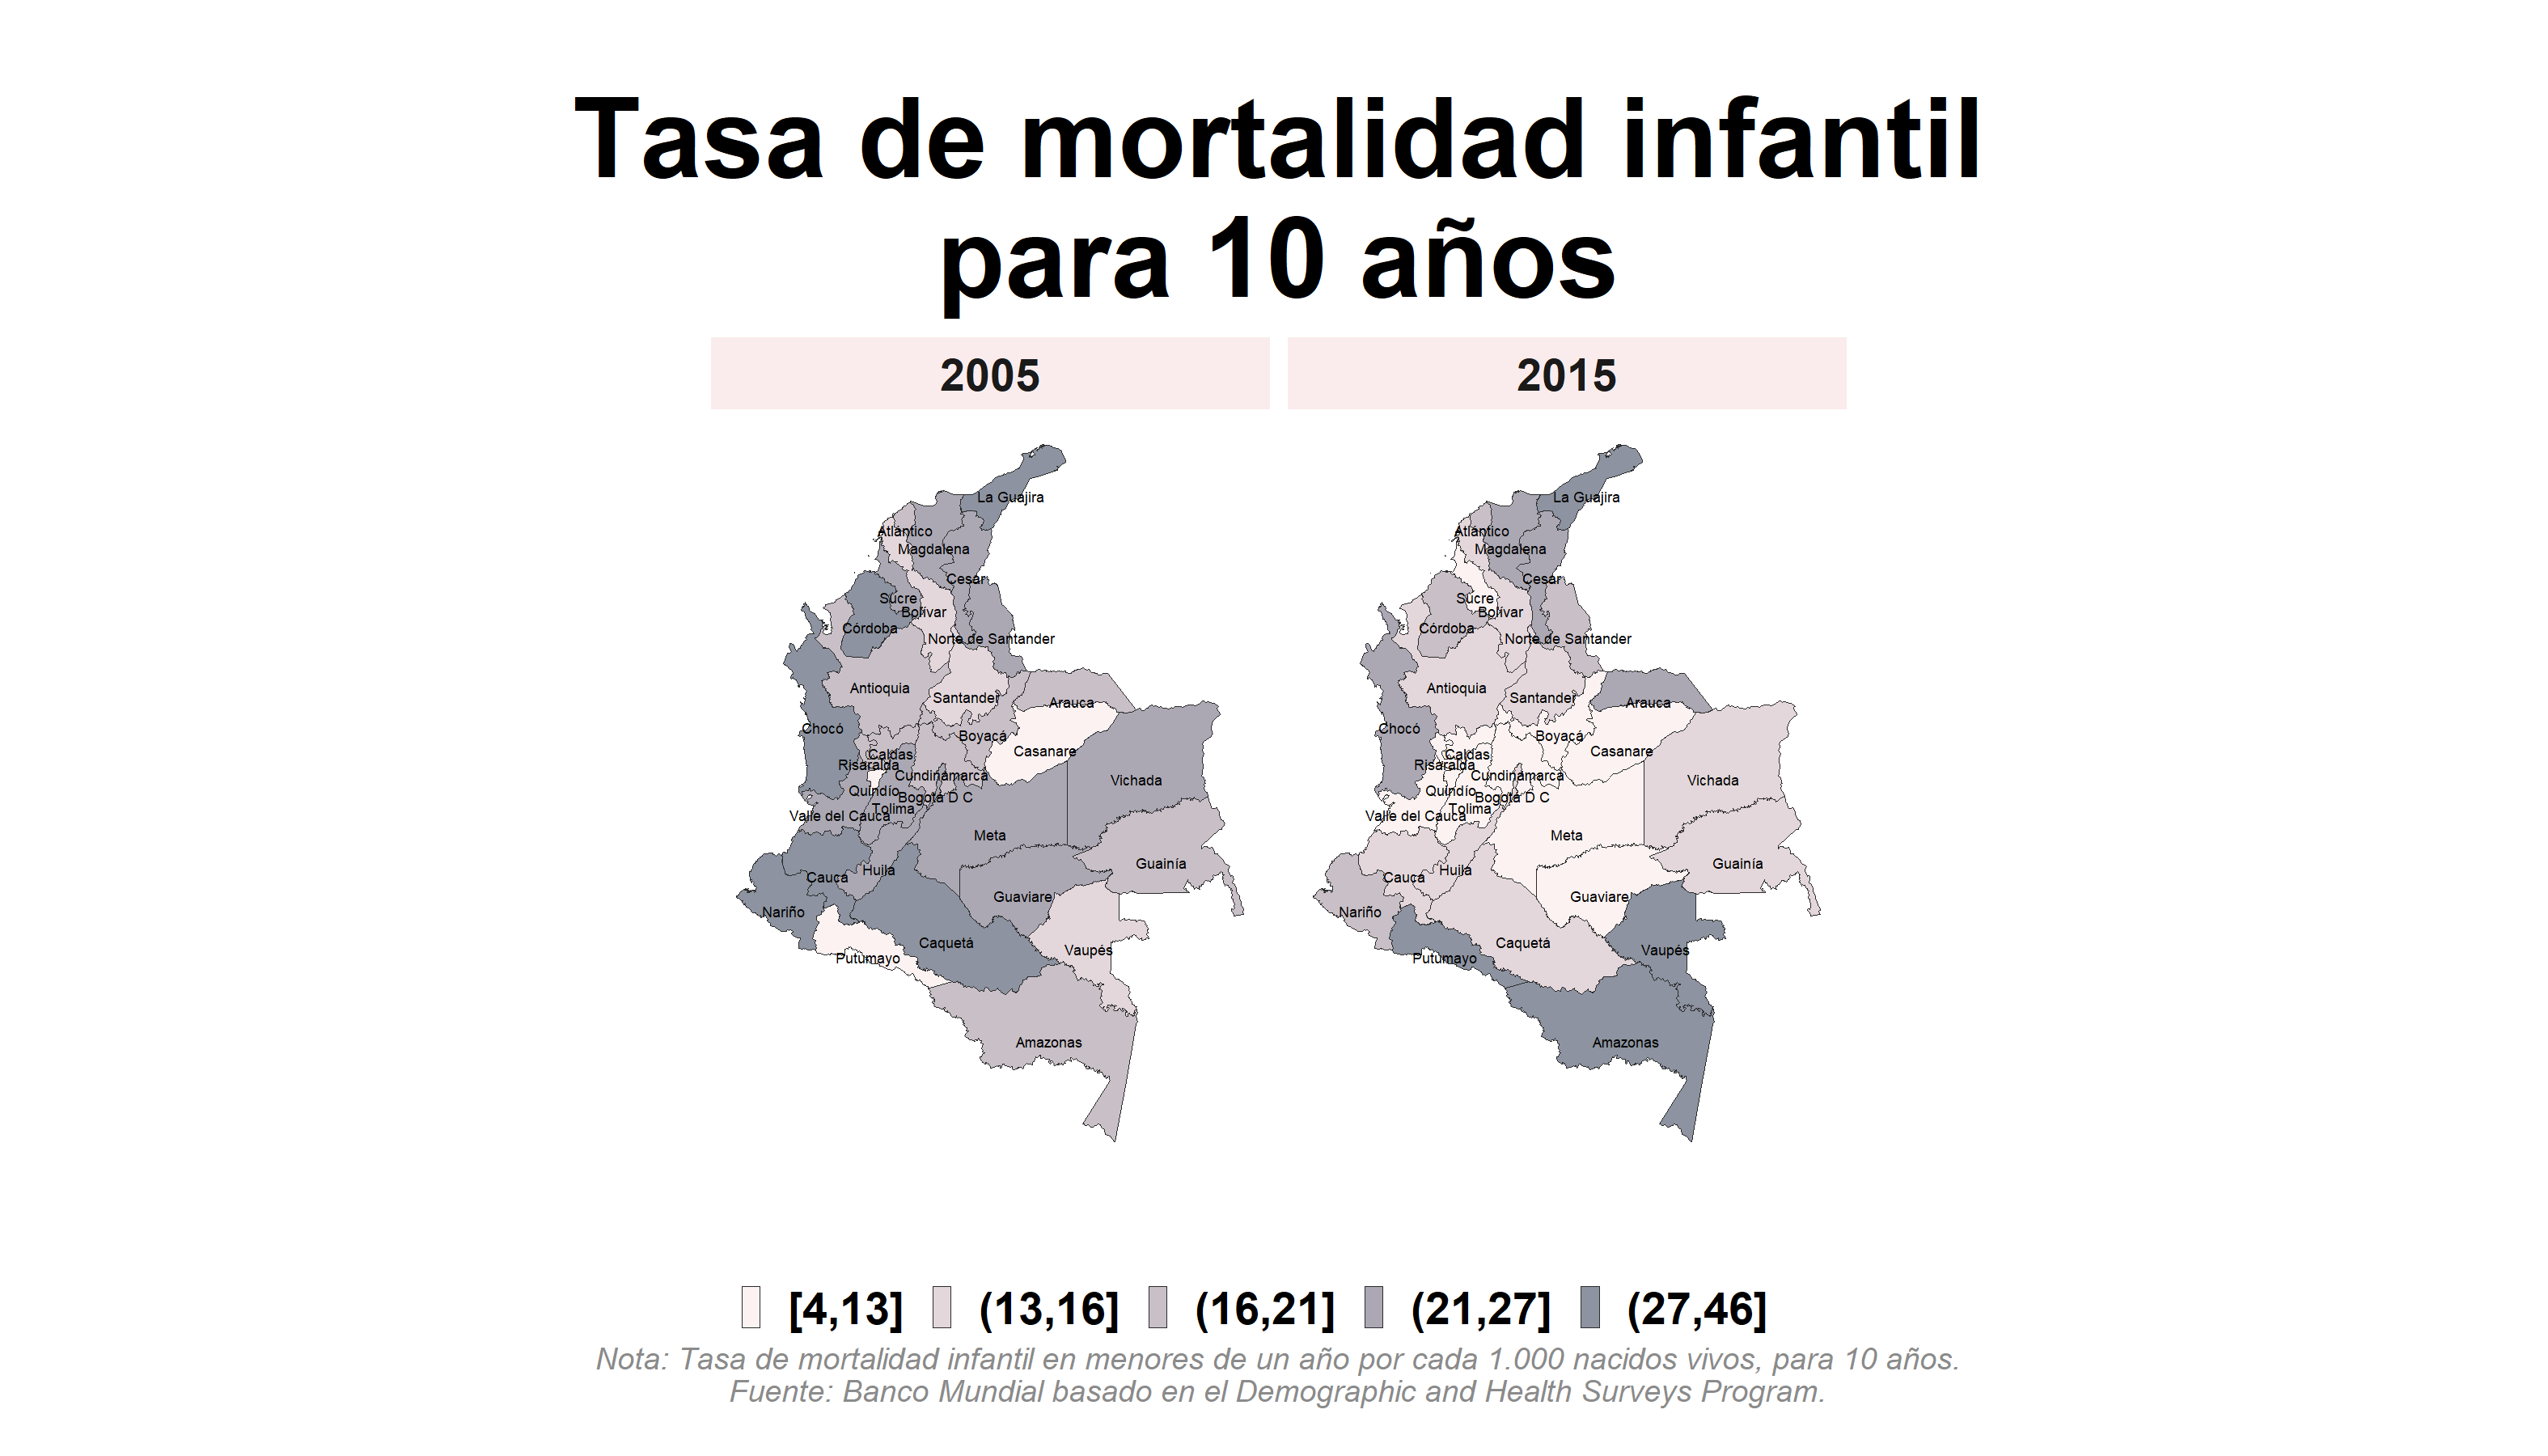 Tasa de mortalidad infantil
para 10 años
2005
2015
La Guajira
Atlántico
Magdalena
Cesar
Sucre
Bolívar
Córdoba
Norte de Santander
Antioquia
Santander
Arauca
Chocó
Boyacá
Casanare
Caldas
Risaralda
Cundinamarca
Vichada
Quindío
Bogotá D C
Tolima
Valle del Cauca
Meta
Guainía
Huila
Cauca
Guaviare
Nariño
Caquetá
Vaupés
Putumayo
Amazonas
La Guajira
Atlántico
Magdalena
Cesar
Sucre
Bolívar
Córdoba
Norte de Santander
Antioquia
Santander
Arauca
Chocó
Boyacá
Casanare
Caldas
Risaralda
Cundinamarca
Vichada
Quindío
Bogotá D C
Tolima
Valle del Cauca
Meta
Guainía
Huila
Cauca
Guaviare
Nariño
Caquetá
Vaupés
Putumayo
Amazonas
[4,13] (13,16] (16,21] (21,27] (27,46]
Nota: Tasa de mortalidad infantil en menores de un año por cada 1.000 nacidos vivos, para 10 años.
Fuente: Banco Mundial basado en el Demographic and Health Surveys Program.